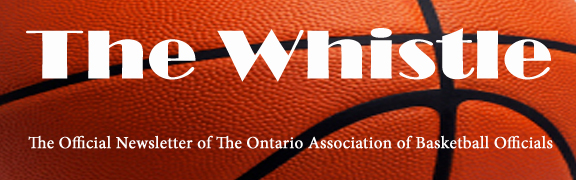 The Whistle
The Official Newsletter of The Ontario Association of Basketball Officials